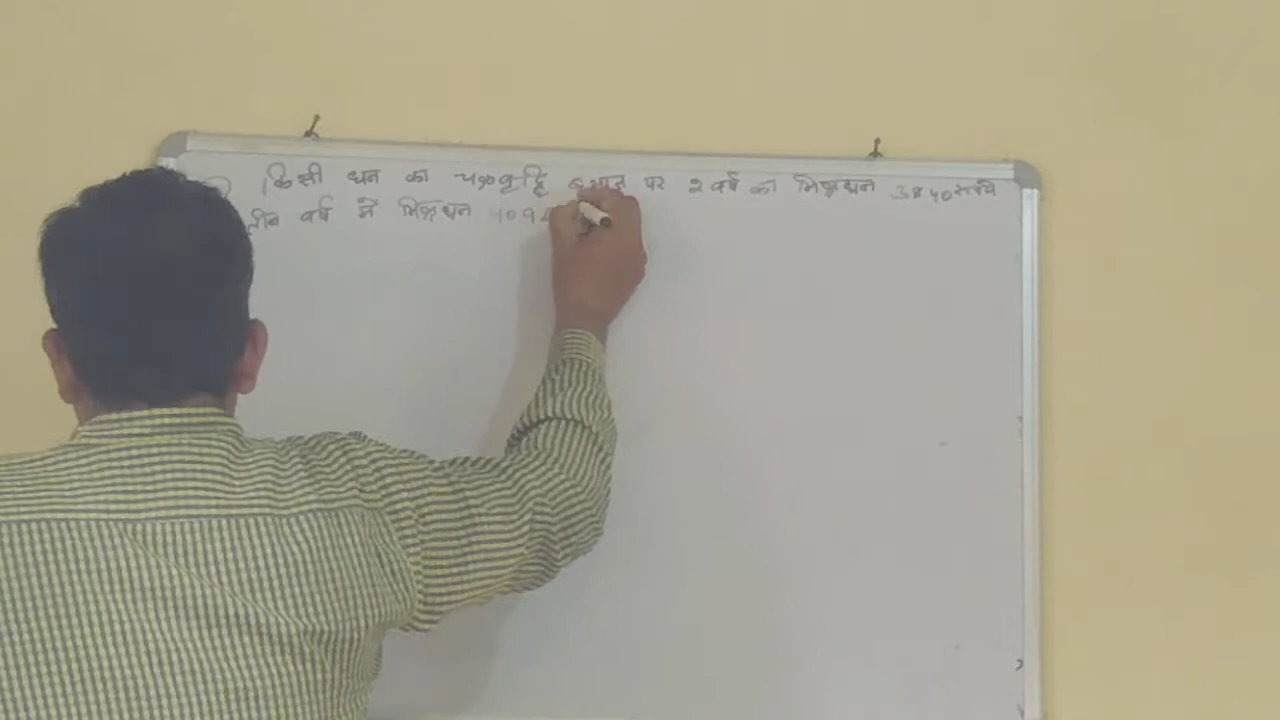 किसी धन का चक्रवृद्धि ब्याज पर 2 वर्ष का मिश्रधन 3840 रुपये
तीन वर्ष में मिश्रधन